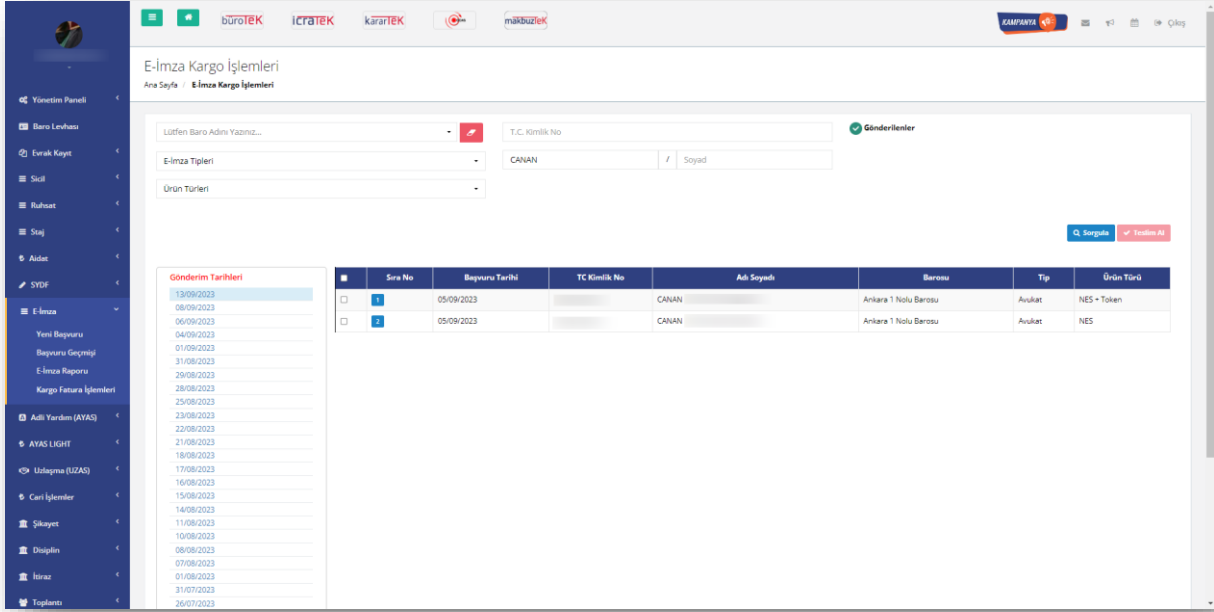 bürotek
icratek
karartek
makbuztek
KAMPANYA
Çıkış
E-İmza Kargo İşlemleri
Ana Sayfa / E-İmza Kargo İşlemleri
Yönetim Paneli
Baro Levhası
Evrak Kayıt
Sicil
Ruhsat
Staj
Aidat
SYDF
E-İmza
Yeni Başvuru
Başvuru Geçmişi
E-İmza Raporu
Kargo Fatura İşlemleri
Adli Yardım (AYAS)
AYAS LIGHT
Uzlaşma (UZAS)
Cari İşlemler
Şikayet
Disiplin
İtiraz
Toplantı
Lütfen Baro Adını Yazınız...
T.C. Kimlik No
Gönderilenler
E-İmza Tipleri
CANAN / Soyad
Ürün Türleri
Sorgula
Teslim Al
Gönderim Tarihleri
13/09/2023
08/09/2023
06/09/2023
04/09/2023
01/09/2023
31/08/2023
29/08/2023
28/08/2023
25/08/2023
23/08/2023
22/08/2023
21/08/2023
18/08/2023
17/08/2023
16/08/2023
15/08/2023
14/08/2023
11/08/2023
10/08/2023
08/08/2023
07/08/2023
01/08/2023
31/07/2023
26/07/2023
Sıra No Başvuru Tarihi TC Kimlik No Adı Soyadı Barosu Tip Ürün Türü
1 05/09/2023 CANAN Ankara 1 Nolu Barosu Avukat NES + Token
2 05/09/2023 CANAN Ankara 1 Nolu Barosu Avukat NES